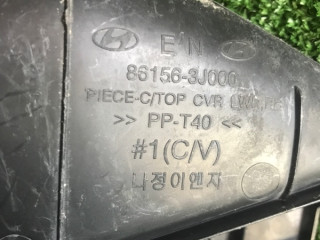 E'N
86156-3J000
PIECE-C/TOP CVR
>> PP-T40 <<
#1(C/V)
나정이엔지